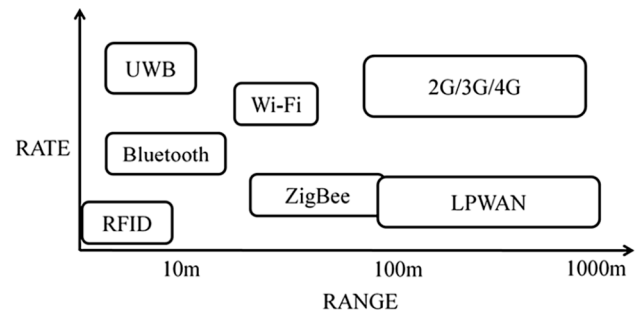 UWB
2G/3G/4G
Wi-Fi
RATE
Bluetooth
ZigBee
LPWAN
RFID
10m
100m
1000m
RANGE